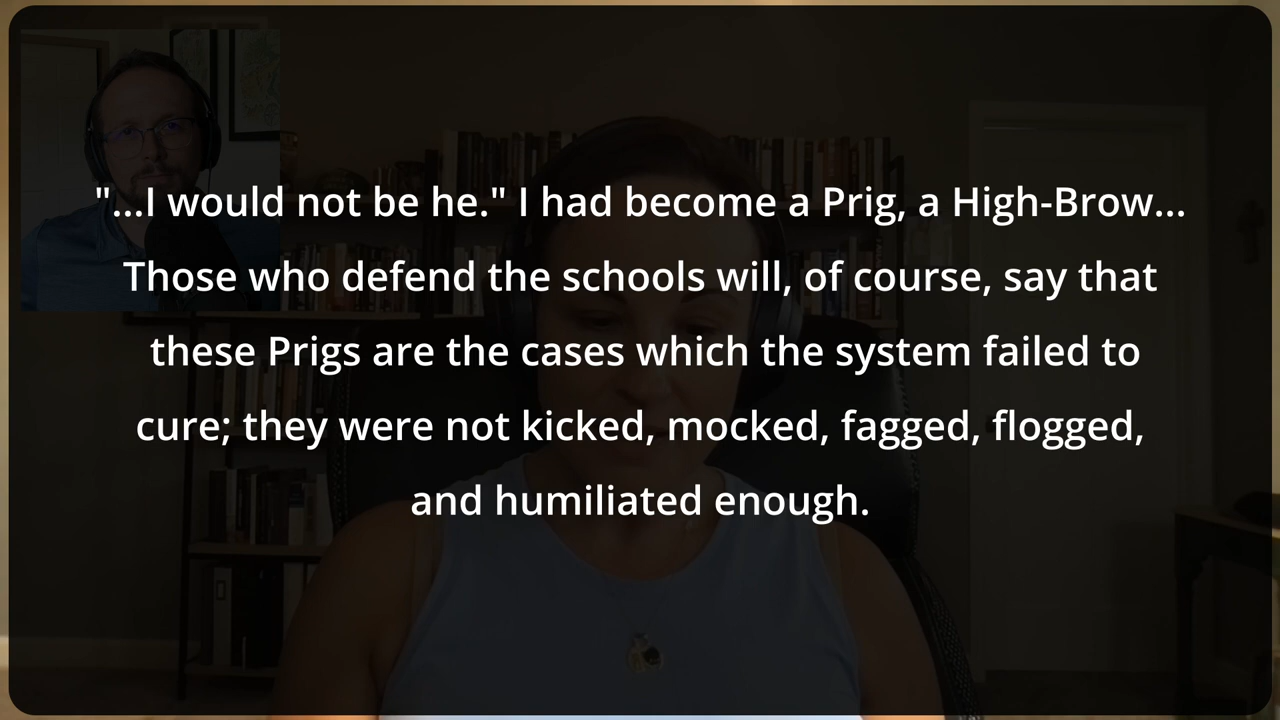 "...I would not be he." I had become a Prig, a High-Brow...
Those who defend the schools will, of course, say that
these Prigs are the cases which the system failed to
cure; they were not kicked, mocked, fagged, flogged,
and humiliated enough.